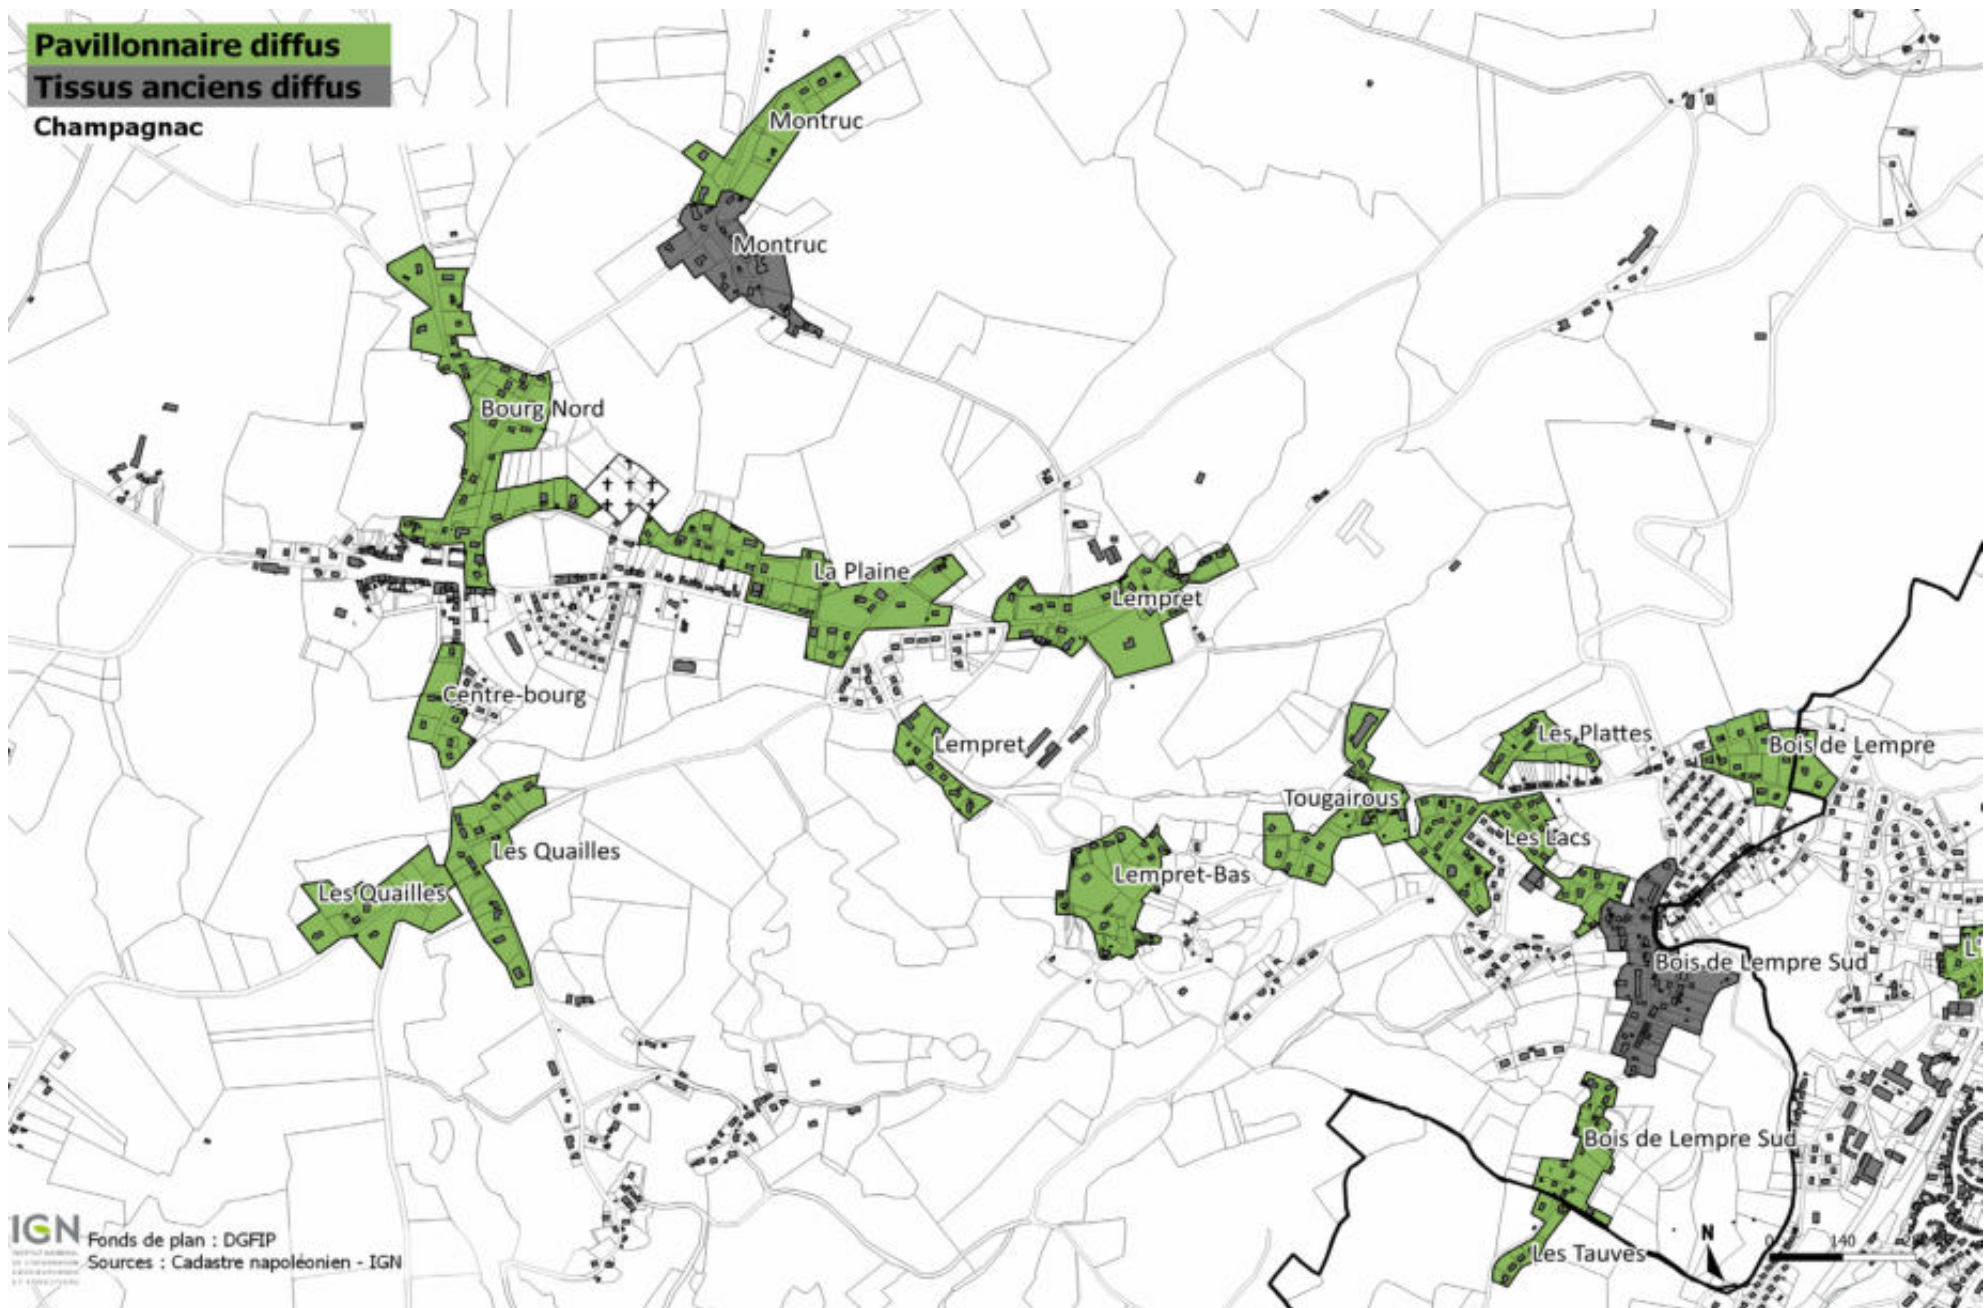 Pavillonnaire diffus
Tissus anciens diffus
Champagnac
Montruc
Montruc
Bourg Nord
La Plaine
Lempret
Centre-bourg
Lempret
Les Plattes
Bois de Lempre
Tougairous
Les Lacs
Les Quailles
Les Quailles
Lempret-Bas
Bois de Lempre Sud
Bois de Lempre Sud
Les Tauves
N
0 140
IGN
Fonds de plan : DGFIP
Sources : Cadastre napoléonien - IGN